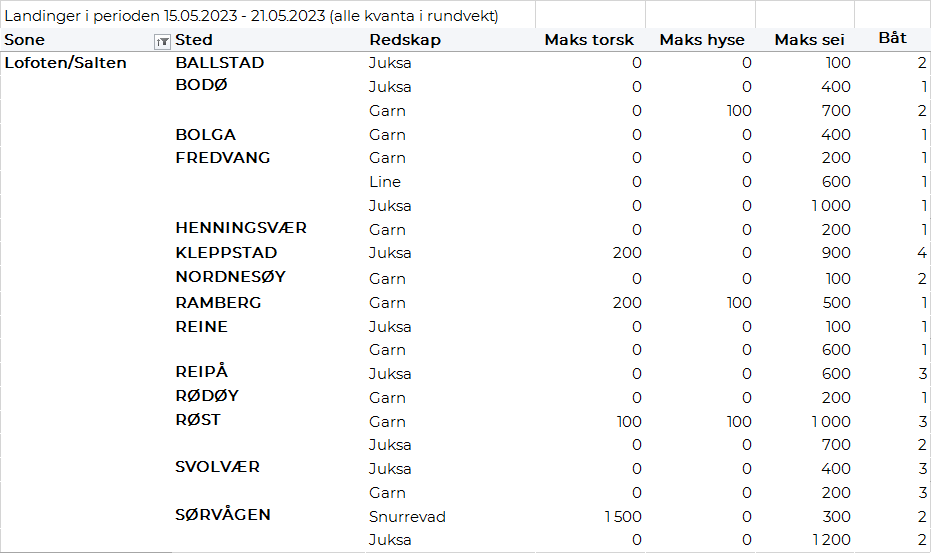 Landinger i perioden 15.05.2023 - 21.05.2023 (alle kvanta i rundvekt)
Sone Sted Redskap Maks torsk Maks hyse Maks sei Båt
Lofoten/Salten BALLSTAD Juksa 0 0 100 2
BODØ Juksa 0 0 400 1
Garn 0 100 700 2
BOLGA Garn 0 0 400 1
FREDVANG Garn 0 0 200 1
Line 0 0 600 1
Juksa 0 0 1 000 1
HENNINGSVÆR Garn 0 0 200 1
KLEPPSTAD Juksa 200 0 900 4
NORDNESØY Garn 0 0 100 2
RAMBERG Garn 200 100 500 1
REINE Juksa 0 0 100 1
Garn 0 0 600 1
REIPÅ Juksa 0 0 600 3
RØDØY Garn 0 0 200 1
RØST Garn 100 100 1 000 3
Juksa 0 0 700 2
SVOLVÆR Juksa 0 0 400 3
Garn 0 0 200 3
SØRVÅGEN Snurrevad 1 500 0 300 2
Juksa 0 0 1 200 2